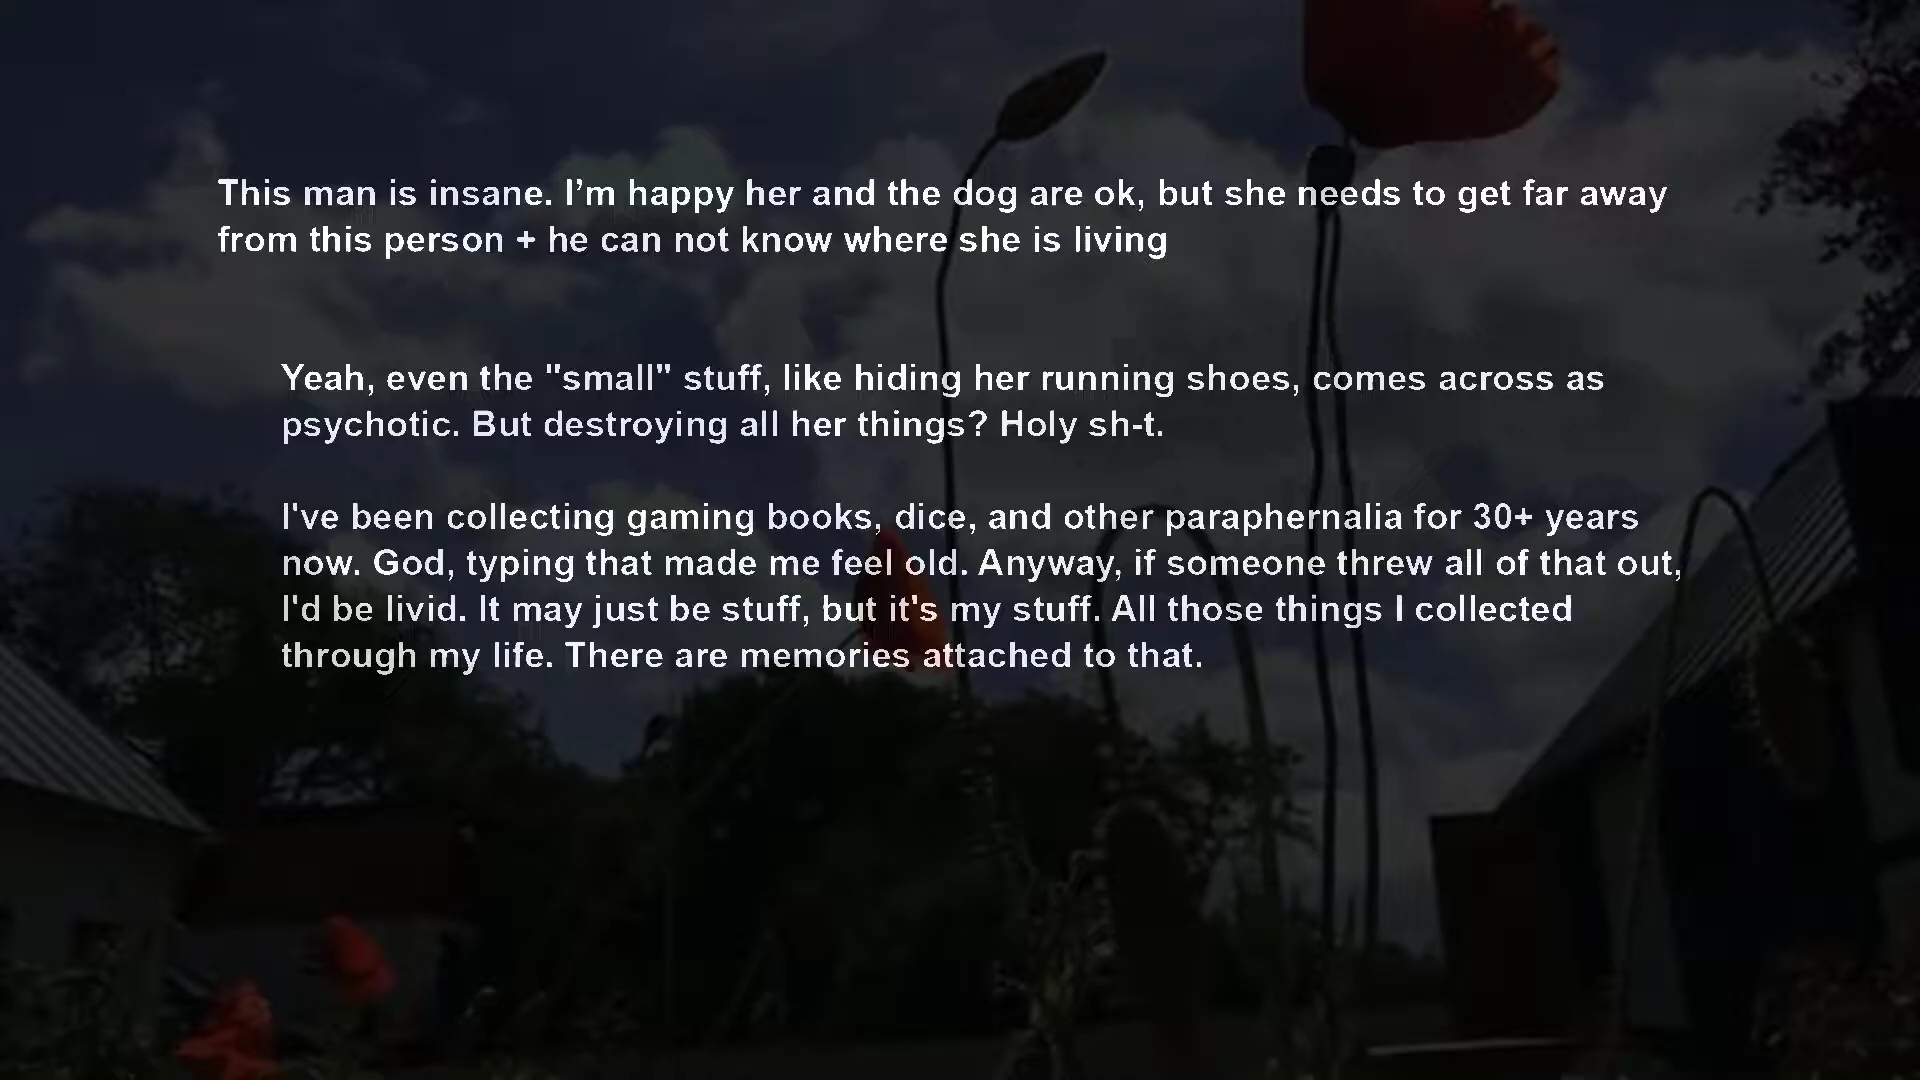 This man is insane. I’m happy her and the dog are ok, but she needs to get far away
from this person + he can not know where she is living
Yeah, even the "small" stuff, like hiding her running shoes, comes across as
psychotic. But destroying all her things? Holy sh-t.
I've been collecting gaming books, dice, and other paraphernalia for 30+ years
now. God, typing that made me feel old. Anyway, if someone threw all of that out,
I'd be livid. It may just be stuff, but it's my stuff. All those things I collected
through my life. There are memories attached to that.